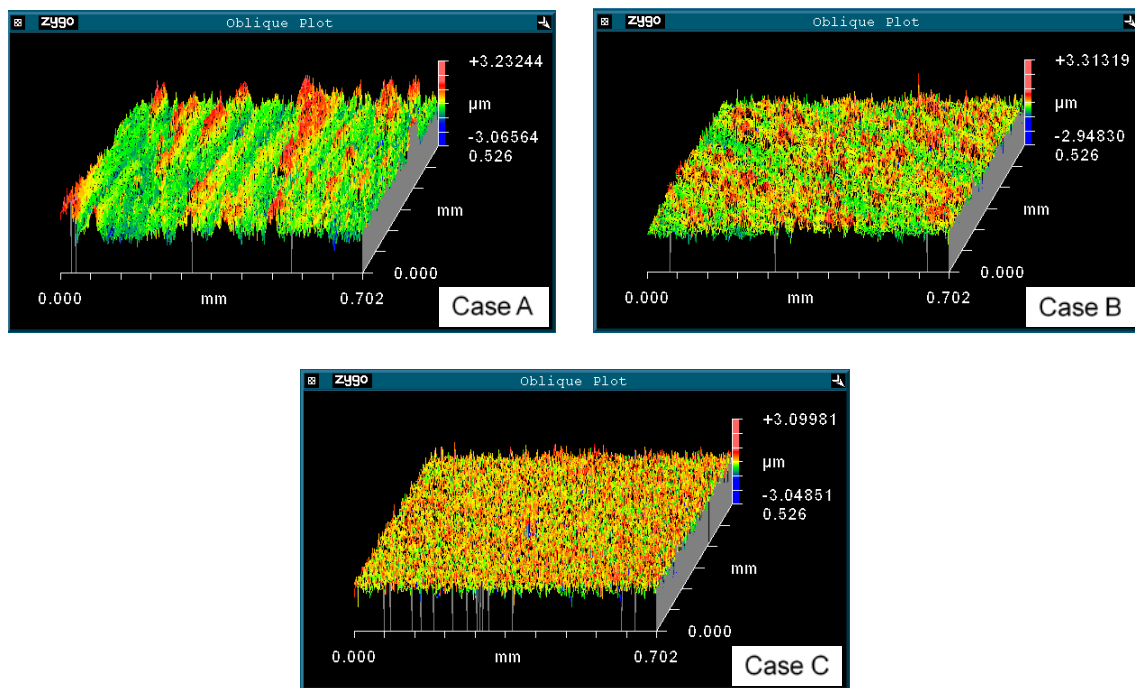 zygo Oblique Plot
+3.23244
µm
-3.06564
0.526
mm
0.000
0.000 mm 0.702
Case A
zygo Oblique Plot
+3.31319
µm
-2.94830
0.526
mm
0.000
0.000 mm 0.702
Case B
zygo Oblique Plot
+3.09981
µm
-3.04851
0.526
mm
0.000
0.000 mm 0.702
Case C